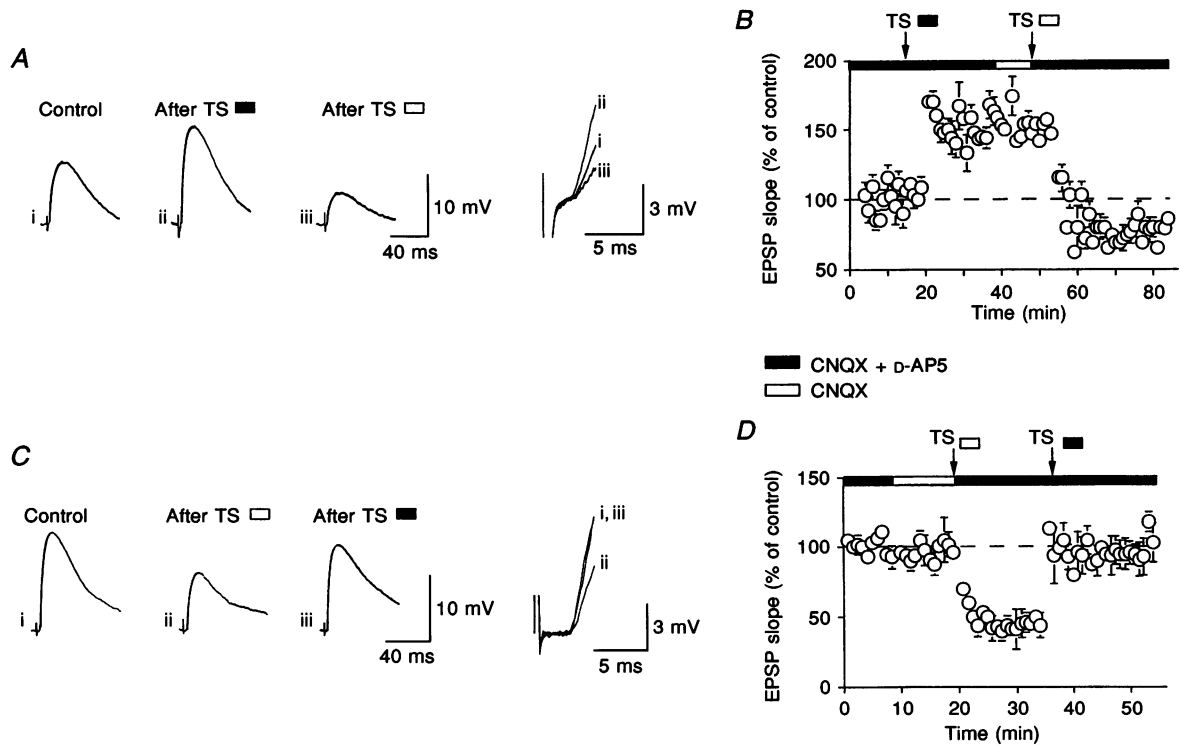 A
Control
After TS
After TS
i
ii
iii
10 mV
40 ms
ii
i
iii
3 mV
5 ms
B
TS
TS
EPSP slope (% of control)
200
150
100
50
0
20
40
60
80
Time (min)
CNQX + D-AP5
CNQX
C
Control
After TS
After TS
i
ii
iii
10 mV
40 ms
i, iii
ii
3 mV
5 ms
D
TS
TS
EPSP slope (% of control)
150
100
50
0
0
10
20
30
40
50
Time (min)